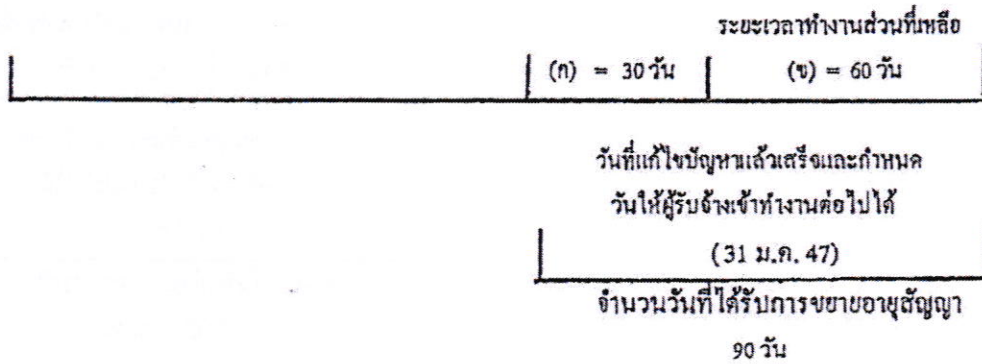 ระยะเวลาทำงานส่วนที่เหลือ
(ก) = 30 วัน (ข) = 60 วัน
วันที่แก้ไขปัญหาแล้วเสร็จและกำหนด
วันให้ผู้รับจ้างเข้าทำงานต่อไปได้
(31 ม.ค. 47)
จำนวนวันที่ได้รับการขยายอายุสัญญา
90 วัน